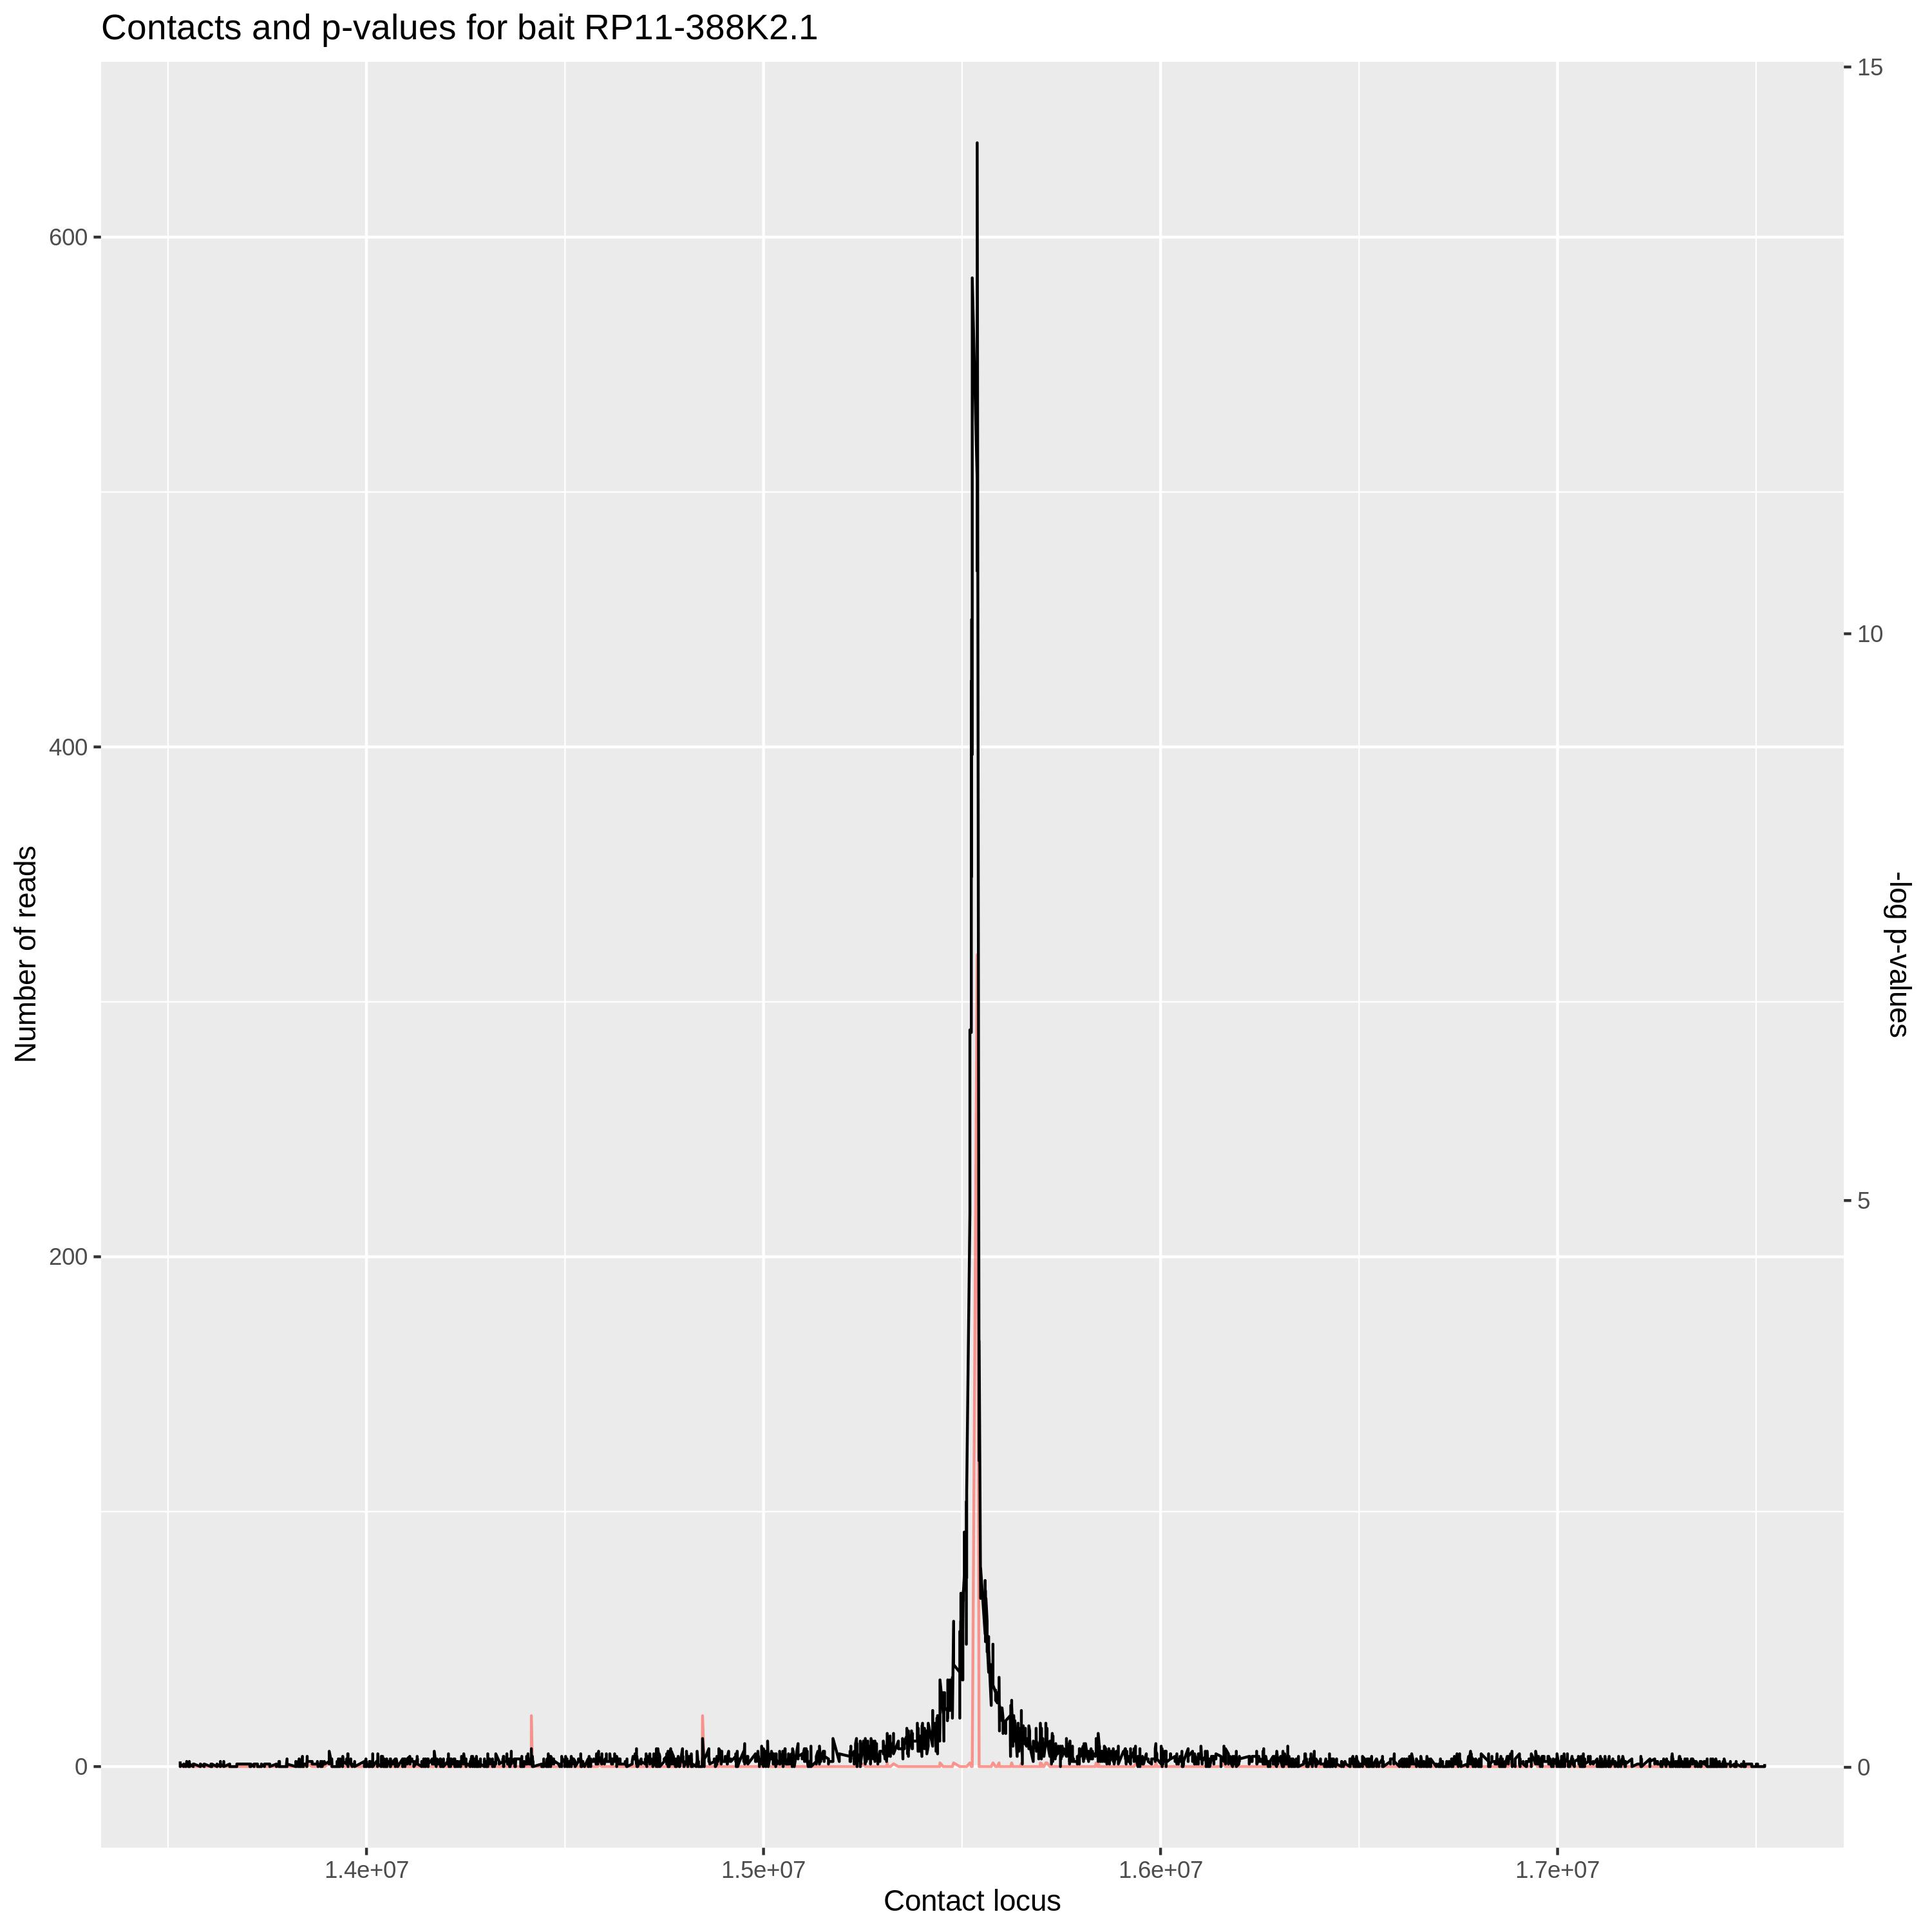 Contacts and p-values for bait RP11-388K2.1
15
600
10
400
Number of reads
-log p-values
5
200
0
0
1.4e+07
1.5e+07
1.6e+07
1.7e+07
Contact locus